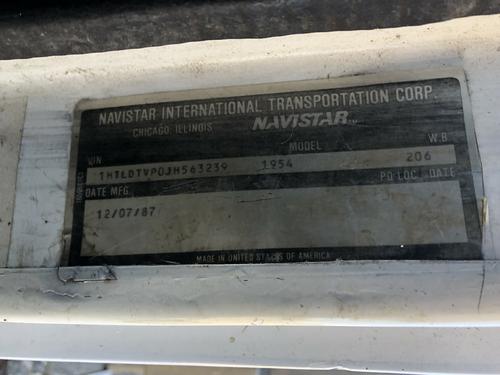 NAVISTAR INTERNATIONAL TRANSPORTATION CORP.
CHICAGO, ILLINOIS NAVISTAR
VIN MODEL W.B
1HTLDTVP0JH563239 1954 206
DATE MFG. PD LOC. DATE
12/07/87
MADE IN UNITED STATES OF AMERICA